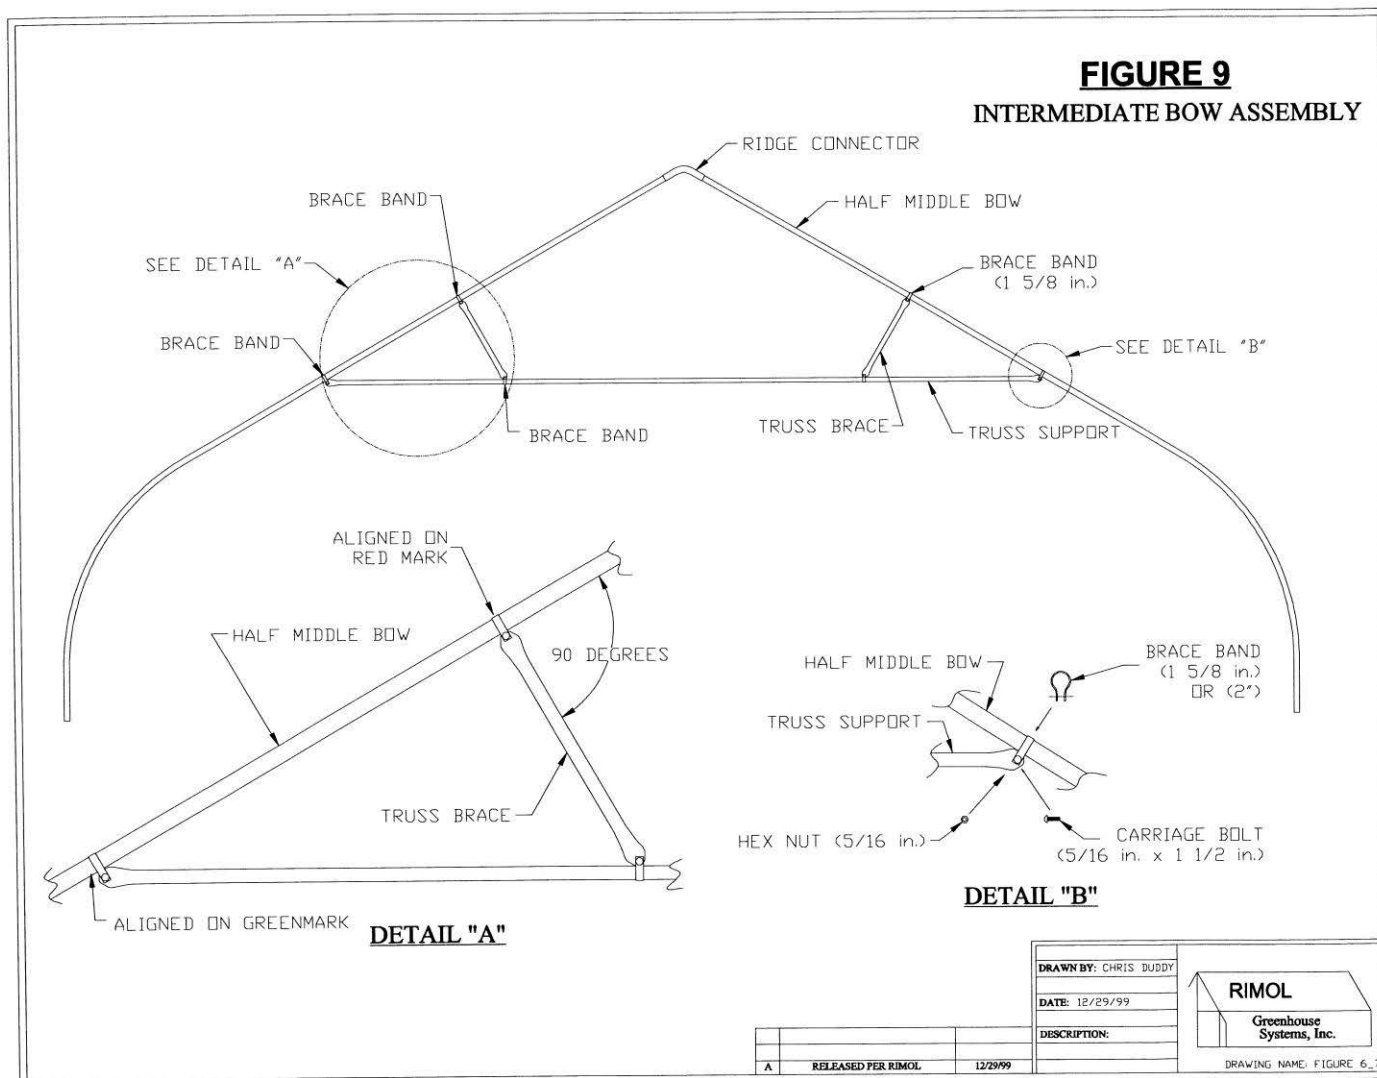 FIGURE 9
INTERMEDIATE BOW ASSEMBLY
RIDGE CONNECTOR
BRACE BAND
HALF MIDDLE BOW
SEE DETAIL "A"
BRACE BAND
(1 5/8 in.)
BRACE BAND
SEE DETAIL "B"
BRACE BAND
TRUSS BRACE
TRUSS SUPPORT
ALIGNED ON
RED MARK
HALF MIDDLE BOW
90 DEGREES
TRUSS BRACE
ALIGNED ON GREENMARK
DETAIL "A"
HALF MIDDLE BOW
BRACE BAND
(1 5/8 in.)
OR (2")
TRUSS SUPPORT
HEX NUT (5/16 in.)
CARRIAGE BOLT
(5/16 in. x 1 1/2 in.)
DETAIL "B"
DRAWN BY: CHRIS DUDDY
DATE: 12/29/99
DESCRIPTION:
RIMOL
Greenhouse
Systems, Inc.
A RELEASED PER RIMOL 12/29/99
DRAWING NAME: FIGURE